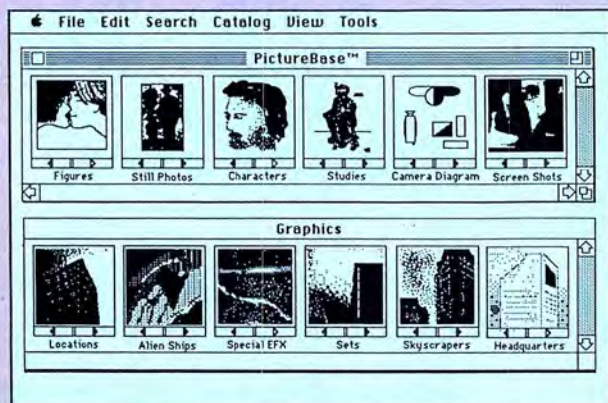 File Edit Search Catalog View Tools
PictureBase™
Figures Still Photos Characters Studies Camera Diagram Screen Shots
Graphics
Locations Alien Ships Special EFX Sets Skyscrapers Headquarters